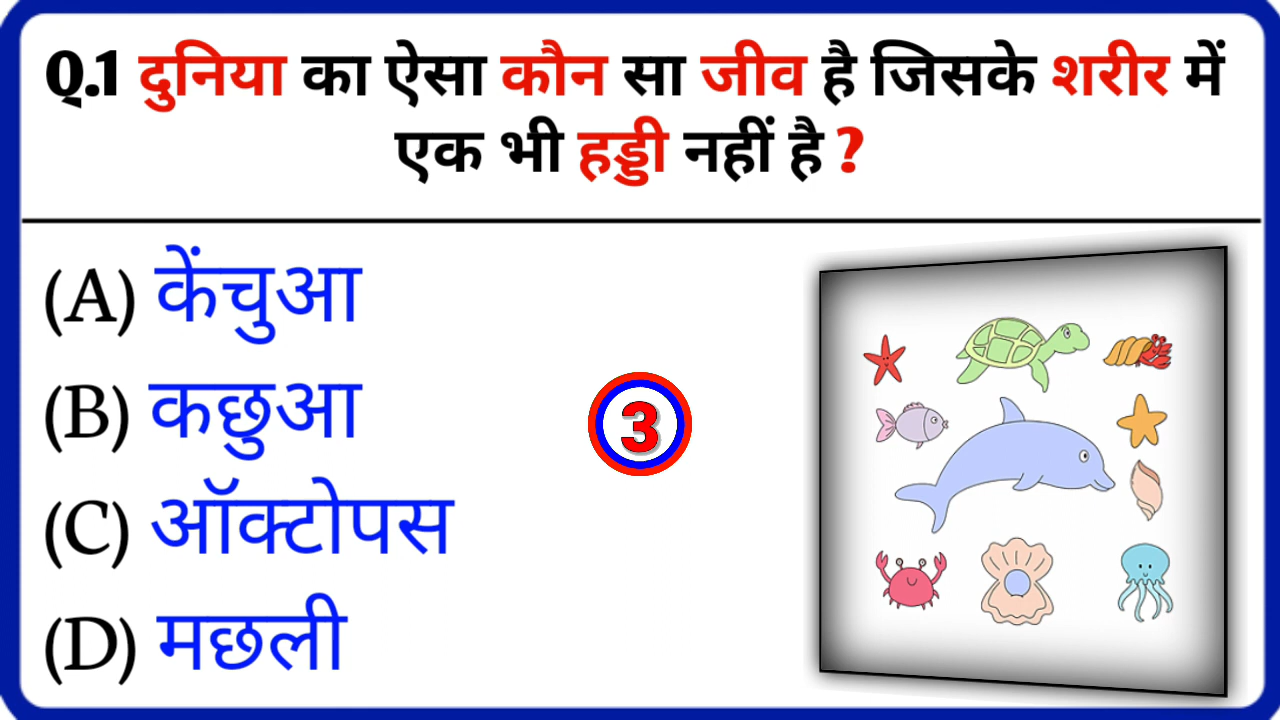 Q.1 दुनिया का ऐसा कौन सा जीव है जिसके शरीर में
एक भी हड्डी नहीं है ?
(A) केंचुआ
(B) कछुआ
3
(C) ऑक्टोपस
(D) मछली